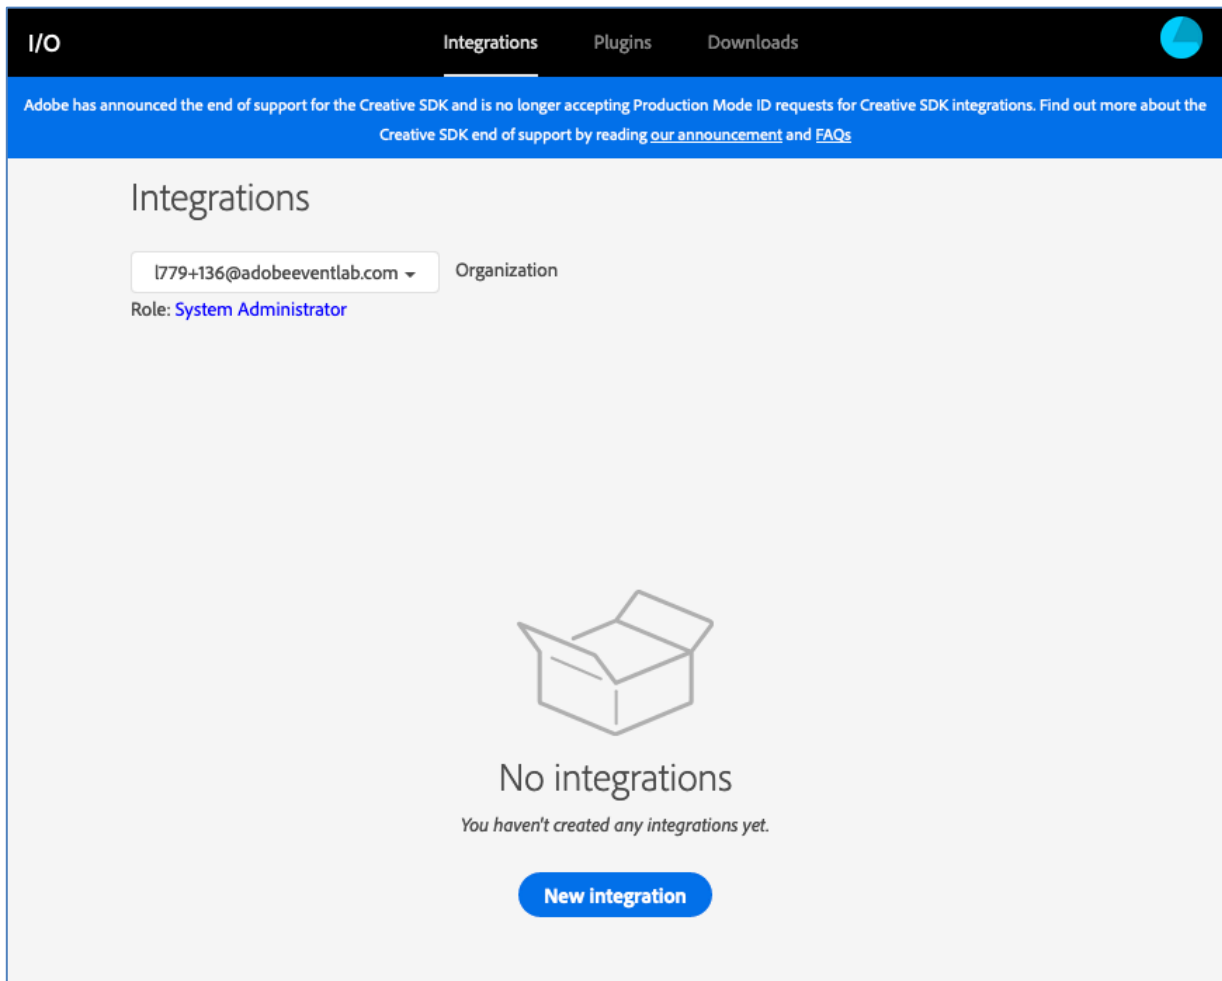 I/O
Integrations
Plugins
Downloads
Adobe has announced the end of support for the Creative SDK and is no longer accepting Production Mode ID requests for Creative SDK integrations. Find out more about the
Creative SDK end of support by reading our announcement and FAQs
Integrations
l779+136@adobeeventlab.com
Organization
Role: System Administrator
No integrations
You haven't created any integrations yet.
New integration